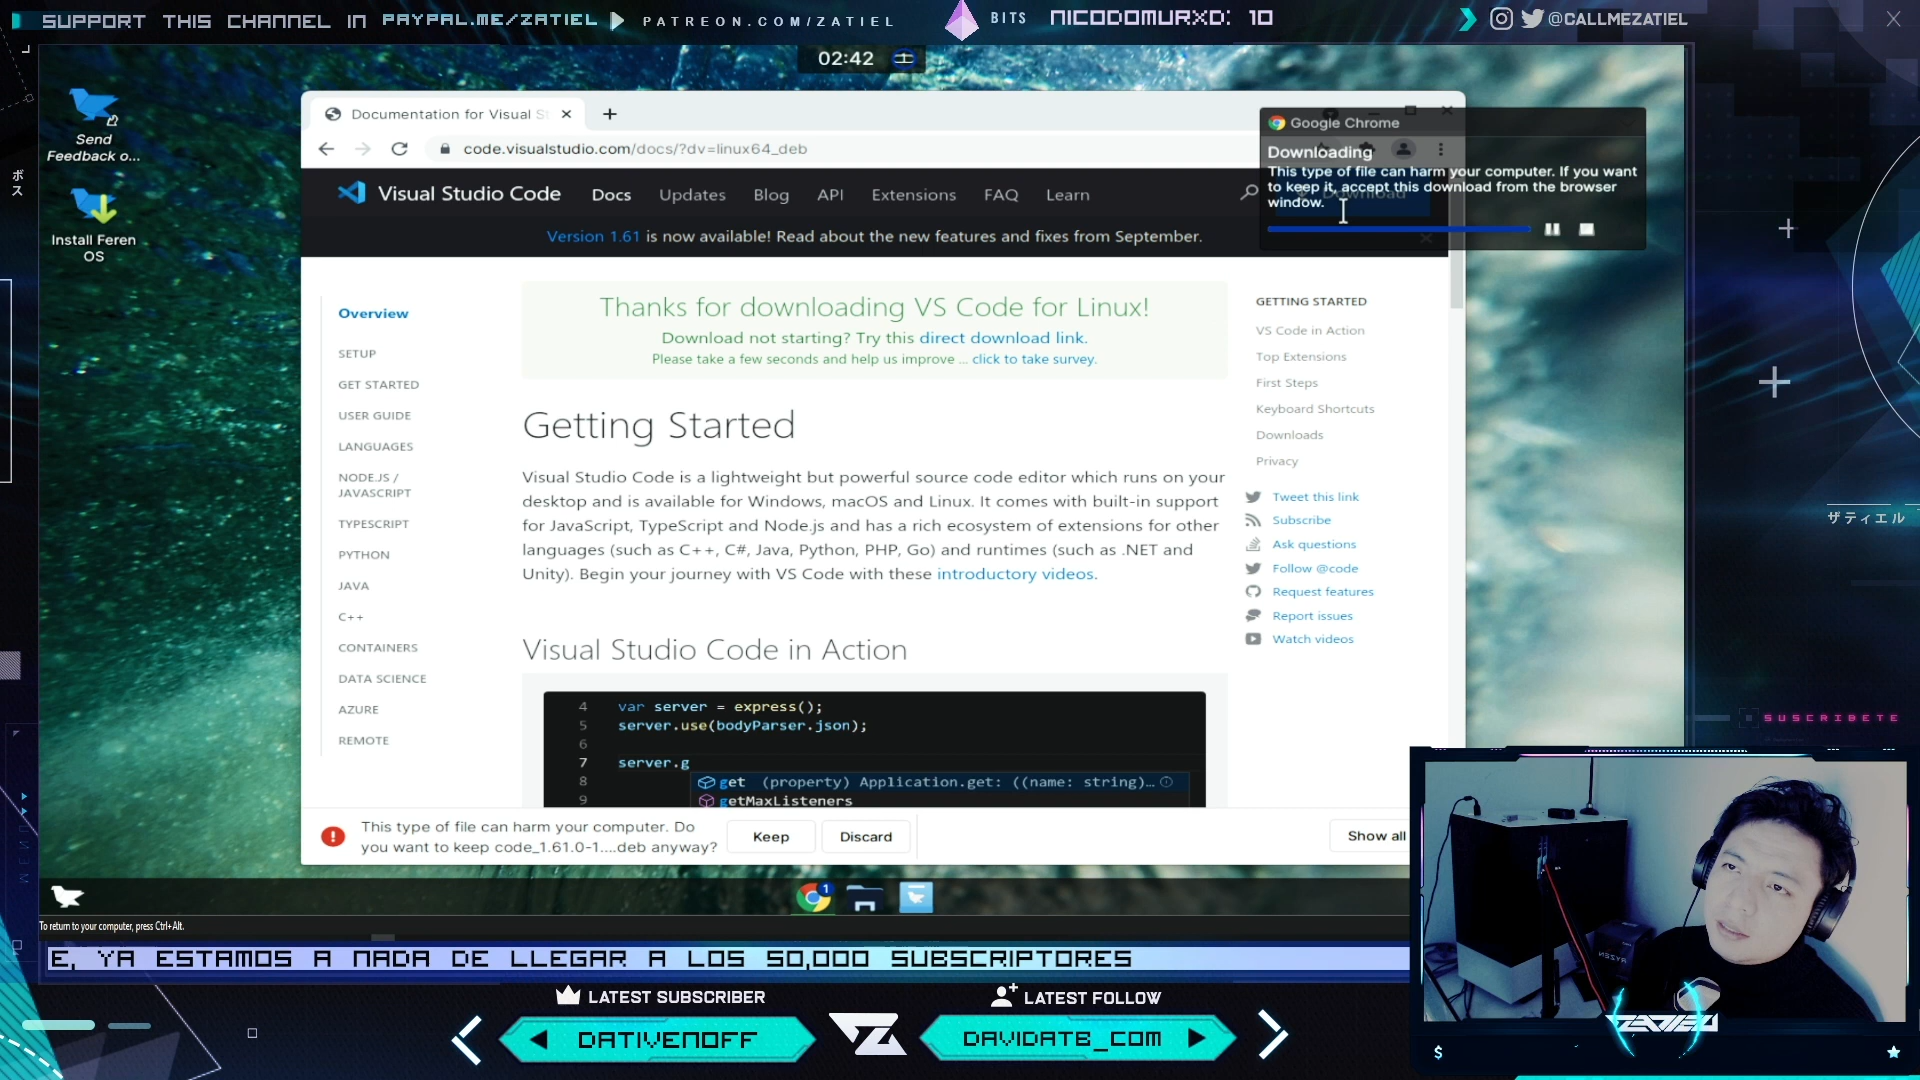 SUPPORT THIS CHANNEL IN PAYPAL.ME/ZATIEL PATREON.COM/ZATIEL BITS NICODOMURXD: 10 @CALLMEZATIEL
02:42
Send
Feedback o...
Install Feren
OS
ボス
Documentation for Visual S
code.visualstudio.com/docs/?dv=linux64_deb
Google Chrome
Downloading
This type of file can harm your computer. If you want
to keep it, accept this download from the browser
window.
Visual Studio Code Docs Updates Blog API Extensions FAQ Learn Download
Version 1.61 is now available! Read about the new features and fixes from September.
Overview
SETUP
GET STARTED
USER GUIDE
LANGUAGES
NODE.JS /
JAVASCRIPT
TYPESCRIPT
PYTHON
JAVA
C++
CONTAINERS
DATA SCIENCE
AZURE
REMOTE
Thanks for downloading VS Code for Linux!
Download not starting? Try this direct download link.
Please take a few seconds and help us improve ... click to take survey.
Getting Started
Visual Studio Code is a lightweight but powerful source code editor which runs on your
desktop and is available for Windows, macOS and Linux. It comes with built-in support
for JavaScript, TypeScript and Node.js and has a rich ecosystem of extensions for other
languages (such as C++, C#, Java, Python, PHP, Go) and runtimes (such as .NET and
Unity). Begin your journey with VS Code with these introductory videos.
Visual Studio Code in Action
4 var server = express();
5 server.use(bodyParser.json);
6
7 server.g
8 get (property) Application.get: ((name: string)...
9 getMaxListeners
GETTING STARTED
VS Code in Action
Top Extensions
First Steps
Keyboard Shortcuts
Downloads
Privacy
Tweet this link
Subscribe
Ask questions
Follow @code
Request features
Report issues
Watch videos
This type of file can harm your computer. Do
you want to keep code_1.61.0-1....deb anyway?
Keep Discard Show all
1
To return to your computer, press Ctrl+Alt.
ザティエル
SUSCRIBETE
RYZEN
ZATIEL
E, YA ESTAMOS A NADA DE LLEGAR A LOS 50,000 SUBSCRIPTORES
LATEST SUBSCRIBER LATEST FOLLOW
DATIVENOFF DAVIDATB_COM
$